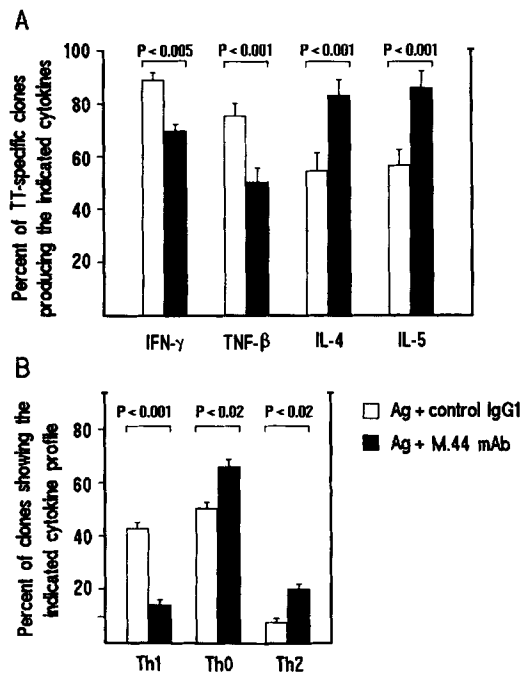 A
P < 0.005 P < 0.001 P < 0.001 P < 0.001
Percent of TT-specific clones
producing the indicated cytokines
100
80
60
40
20
IFN-γ TNF-β IL-4 IL-5
B
P < 0.001 P < 0.02 P < 0.02
Percent of clones showing the
indicated cytokine profile
80
60
40
20
Th1 Th0 Th2
Ag + control IgG1
Ag + M.44 mAb